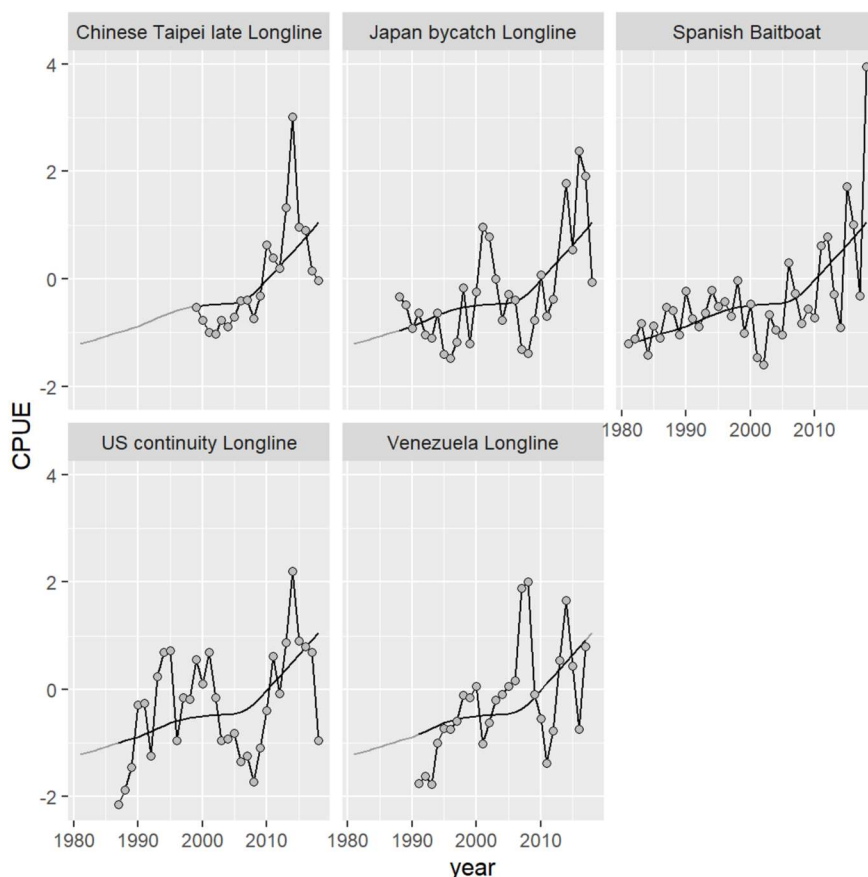 Chinese Taipei late Longline
Japan bycatch Longline
Spanish Baitboat
4
2
0
-2
1980 1990 2000 2010
US continuity Longline
Venezuela Longline
4
2
0
-2
1980 1990 2000 2010
1980 1990 2000 2010
CPUE
year